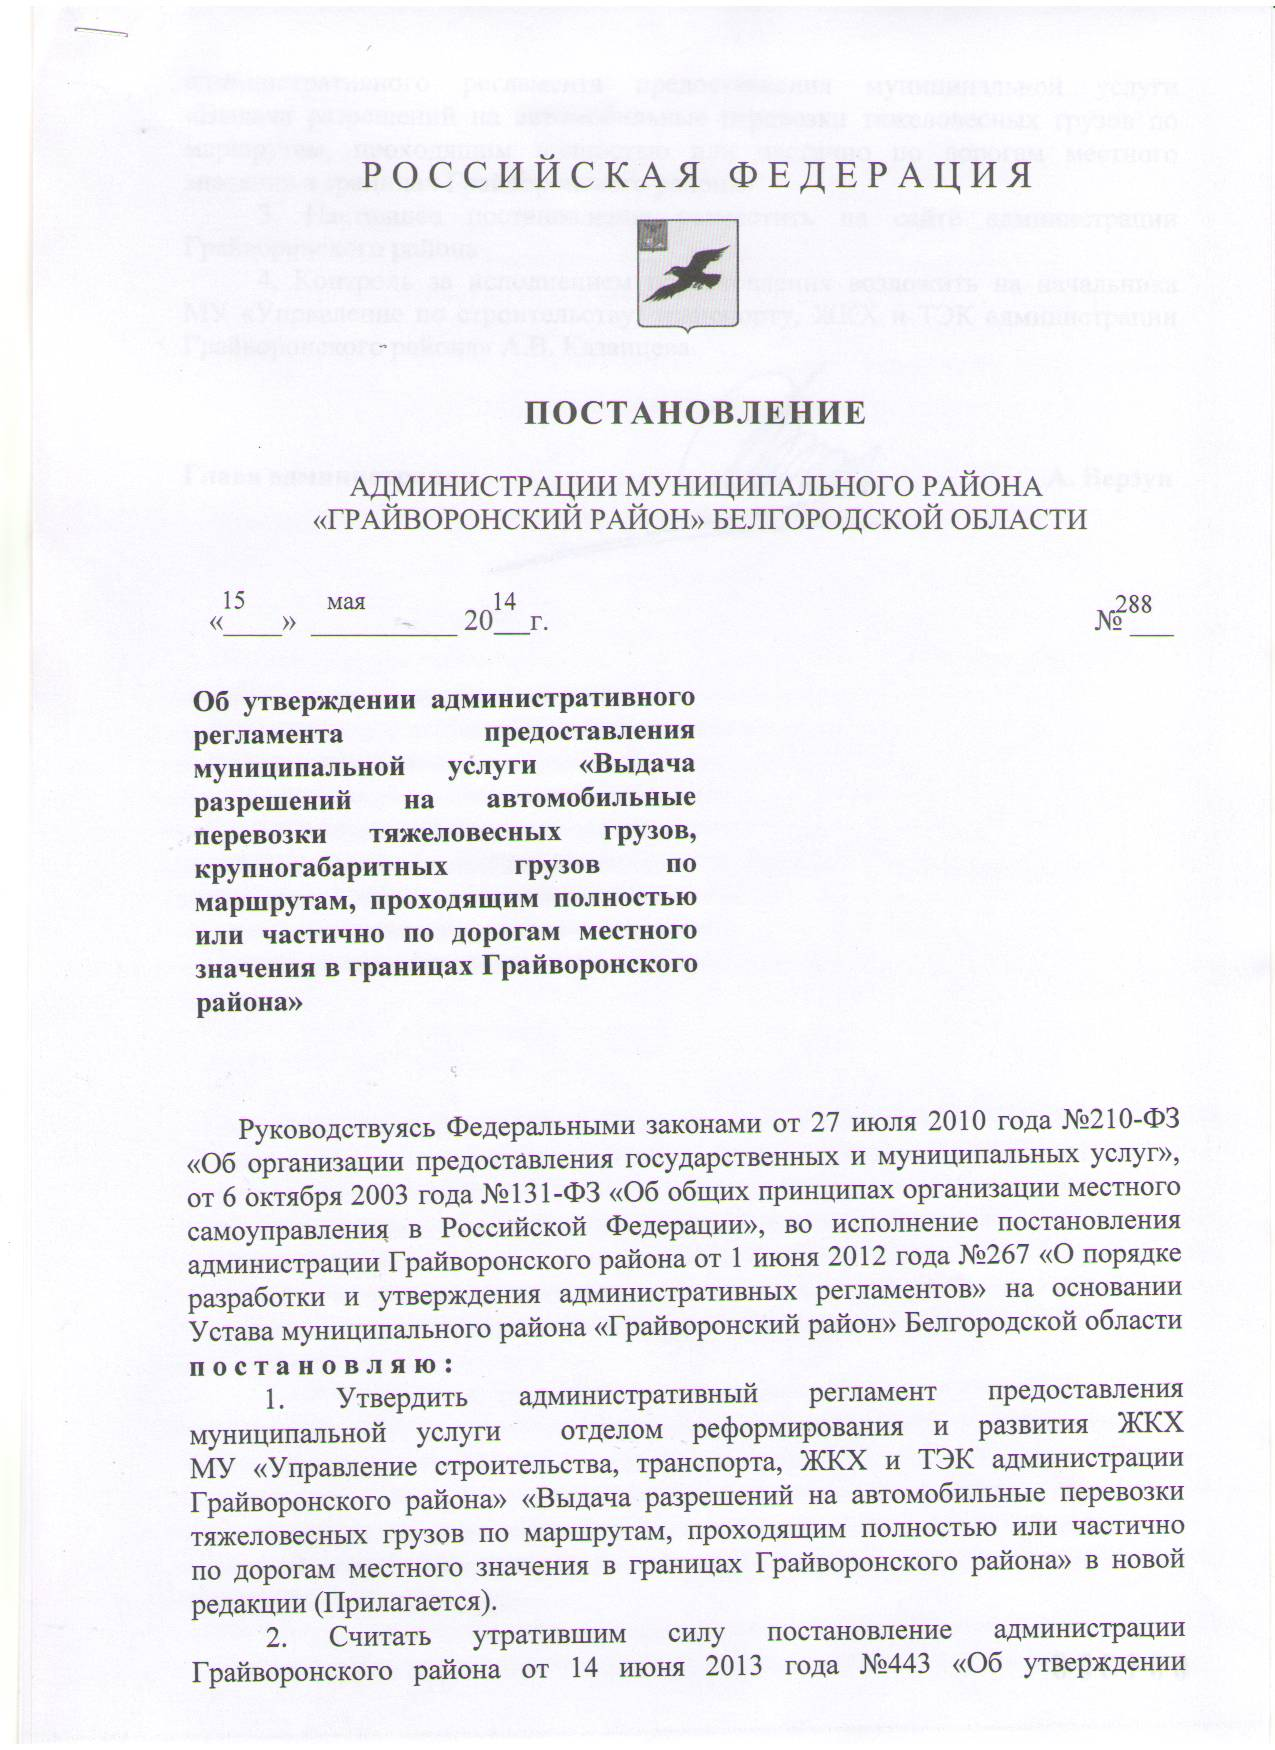 РОССИЙСКАЯ ФЕДЕРАЦИЯ
ПОСТАНОВЛЕНИЕ
АДМИНИСТРАЦИИ МУНИЦИПАЛЬНОГО РАЙОНА
«ГРАЙВОРОНСКИЙ РАЙОН» БЕЛГОРОДСКОЙ ОБЛАСТИ
«15» мая 2014г. № 288
Об утверждении административного
регламента предоставления
муниципальной услуги «Выдача
разрешений на автомобильные
перевозки тяжеловесных грузов,
крупногабаритных грузов по
маршрутам, проходящим полностью
или частично по дорогам местного
значения в границах Грайворонского
района»
Руководствуясь Федеральными законами от 27 июля 2010 года №210-ФЗ
«Об организации предоставления государственных и муниципальных услуг»,
от 6 октября 2003 года №131-ФЗ «Об общих принципах организации местного
самоуправления в Российской Федерации», во исполнение постановления
администрации Грайворонского района от 1 июня 2012 года №267 «О порядке
разработки и утверждения административных регламентов» на основании
Устава муниципального района «Грайворонский район» Белгородской области
п о с т а н о в л я ю :
1. Утвердить административный регламент предоставления
муниципальной услуги отделом реформирования и развития ЖКХ
МУ «Управление строительства, транспорта, ЖКХ и ТЭК администрации
Грайворонского района» «Выдача разрешений на автомобильные перевозки
тяжеловесных грузов по маршрутам, проходящим полностью или частично
по дорогам местного значения в границах Грайворонского района» в новой
редакции (Прилагается).
2. Считать утратившим силу постановление администрации
Грайворонского района от 14 июня 2013 года №443 «Об утверждении